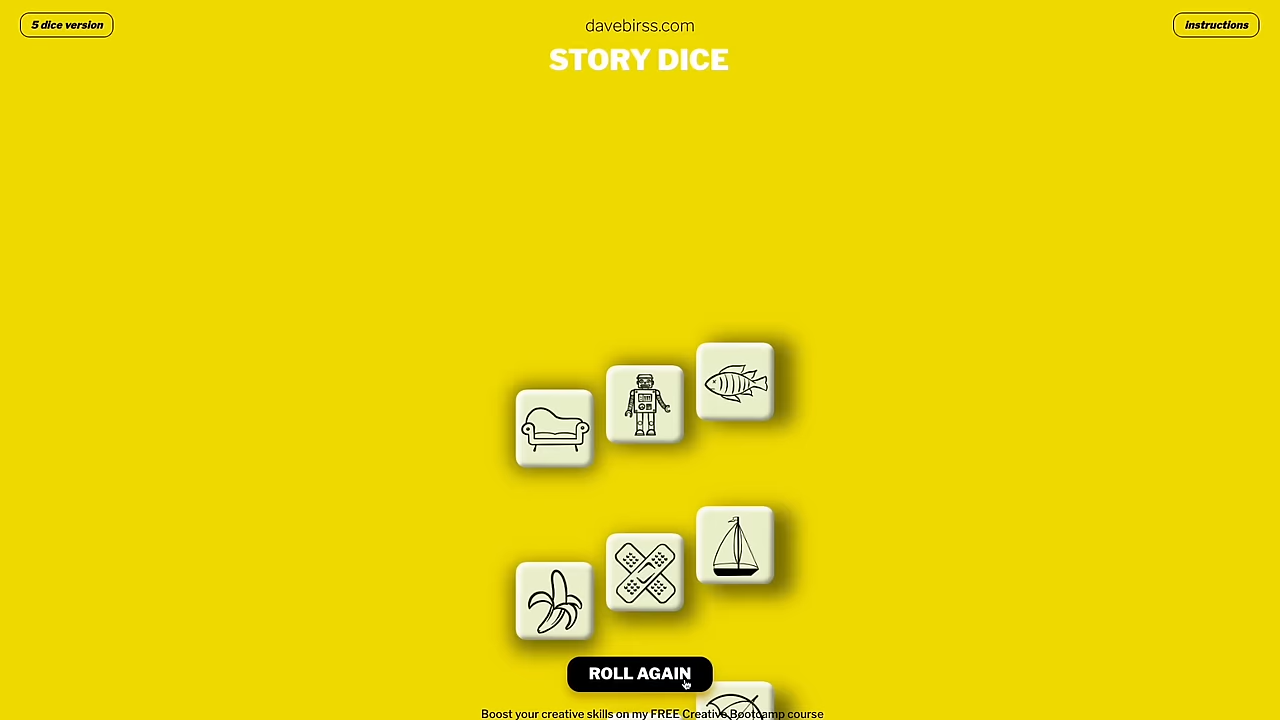 5 dice version
davebirss.com
instructions
STORY DICE
ROLL AGAIN
Boost your creative skills on my FREE Creative Bootcamp course